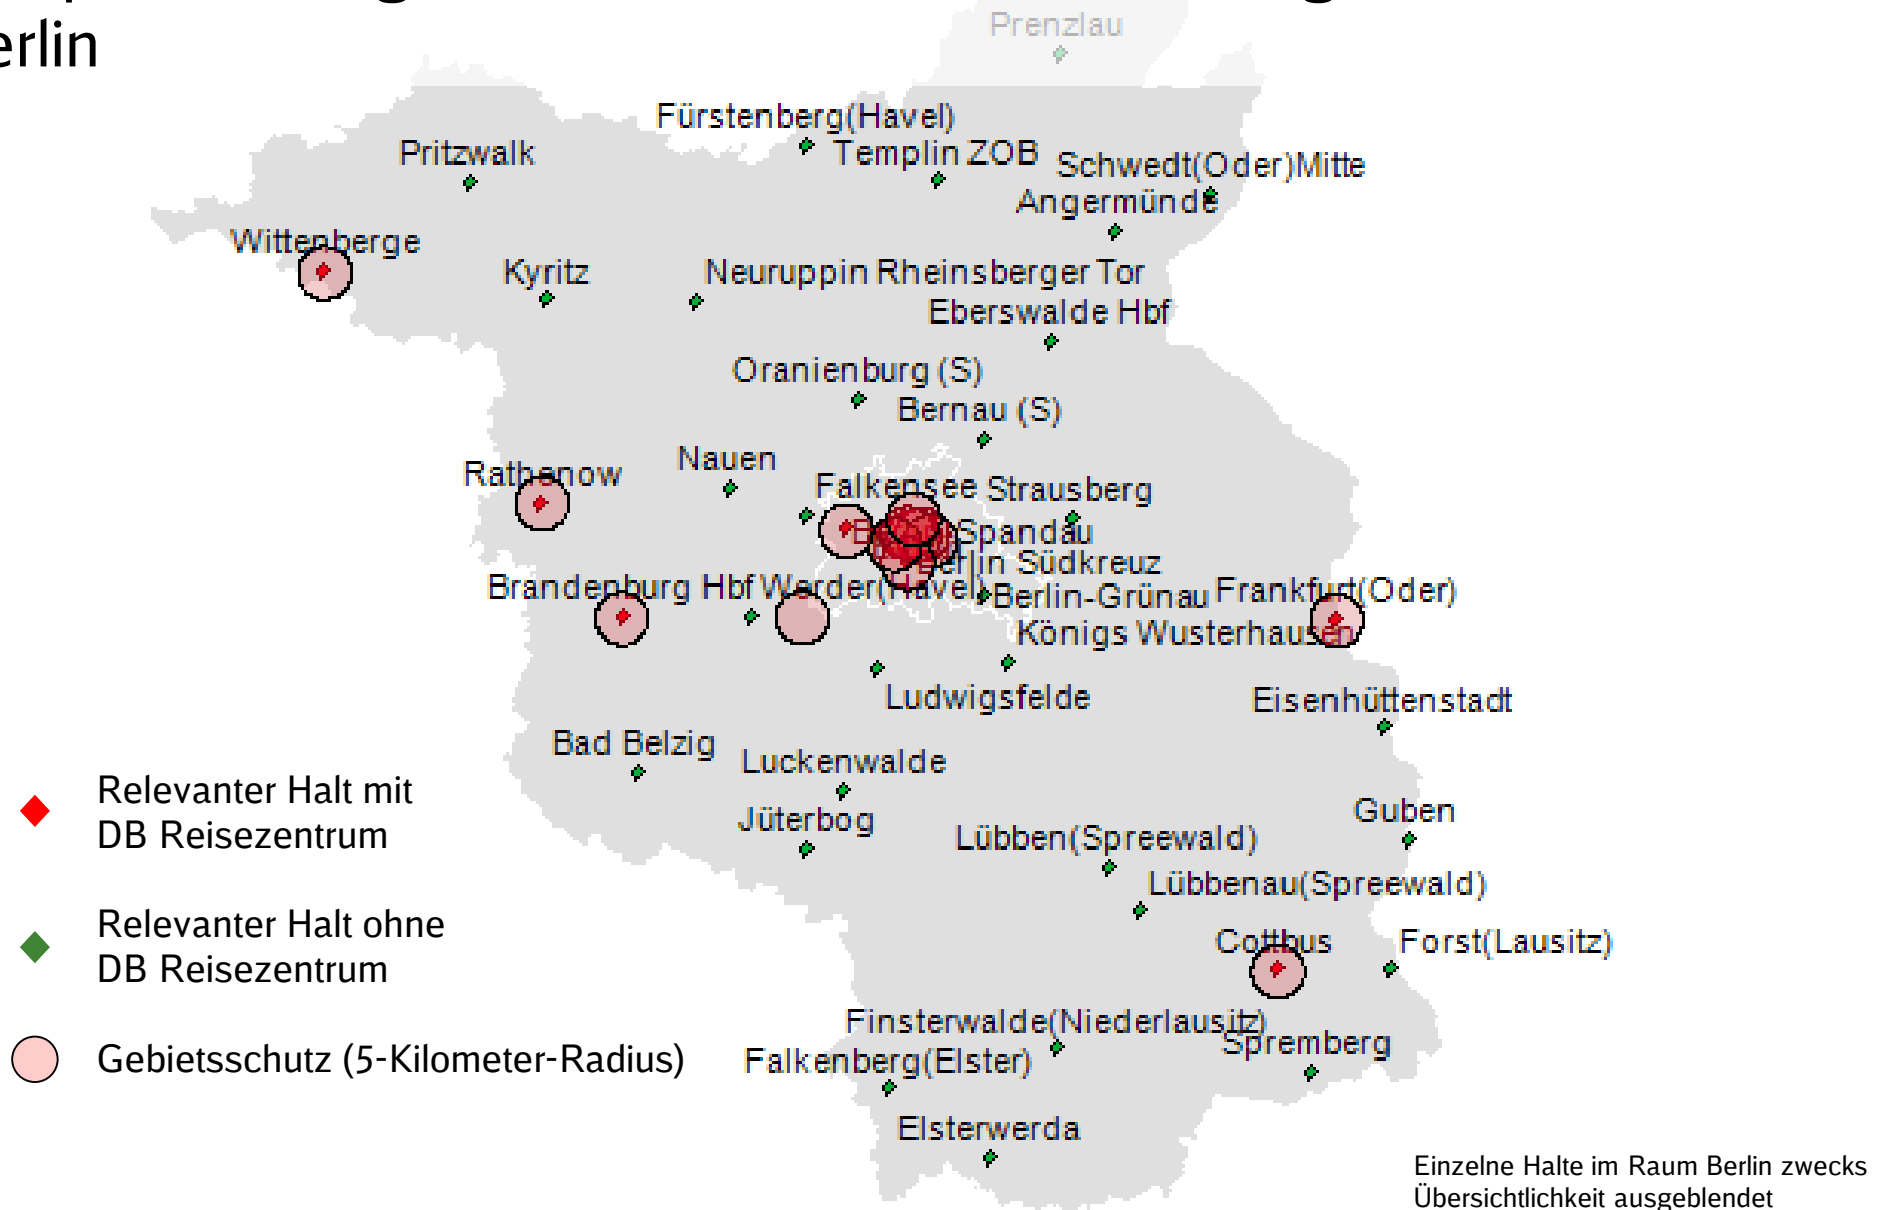 erlin
Prenzlau
Fürstenberg(Havel)
Pritzwalk
Templin ZOB
Schwedt(Oder)Mitte
Angermünde
Wittenberge
Kyritz
Neuruppin Rheinsberger Tor
Eberswalde Hbf
Oranienburg (S)
Bernau (S)
Nauen
Rathenow
Falkensee
Strausberg
Spandau
Berlin Südkreuz
Brandenburg Hbf
Werder(Havel)
Berlin-Grünau
Frankfurt(Oder)
Königs Wusterhausen
Ludwigsfelde
Eisenhüttenstadt
Bad Belzig
Luckenwalde
Relevanter Halt mit
DB Reisezentrum
Jüterbog
Guben
Lübben(Spreewald)
Lübbenau(Spreewald)
Relevanter Halt ohne
DB Reisezentrum
Cottbus
Forst(Lausitz)
Finsterwalde(Niederlausitz)
Spremberg
Gebietsschutz (5-Kilometer-Radius)
Falkenberg(Elster)
Elsterwerda
Einzelne Halte im Raum Berlin zwecks
Übersichtlichkeit ausgeblendet